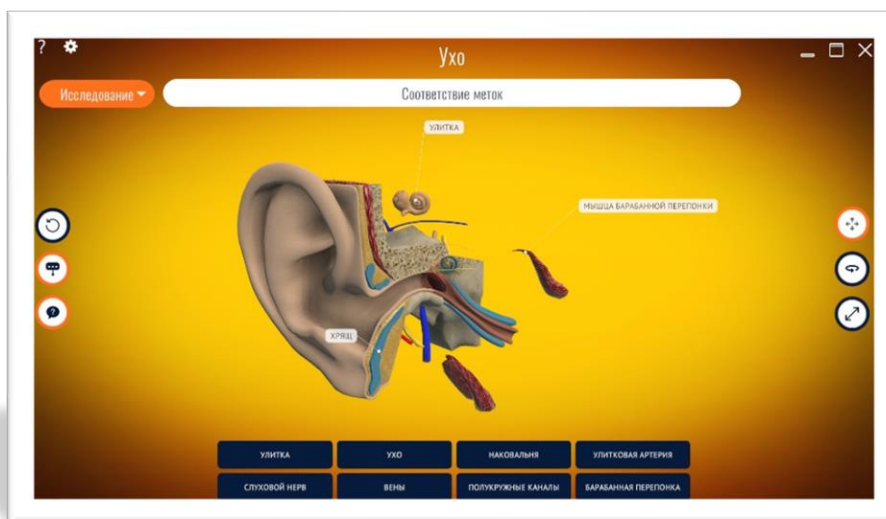 ?
Ухо
Исследование
Соответствие меток
УЛИТКА
МЫШЦА БАРАБАННОЙ ПЕРЕПОНКИ
ХРЯЩ
УЛИТКА
УХО
НАКОВАЛЬНЯ
УЛИТКОВАЯ АРТЕРИЯ
СЛУХОВОЙ НЕРВ
ВЕНЫ
ПОЛУКРУЖНЫЕ КАНАЛЫ
БАРАБАННАЯ ПЕРЕПОНКА